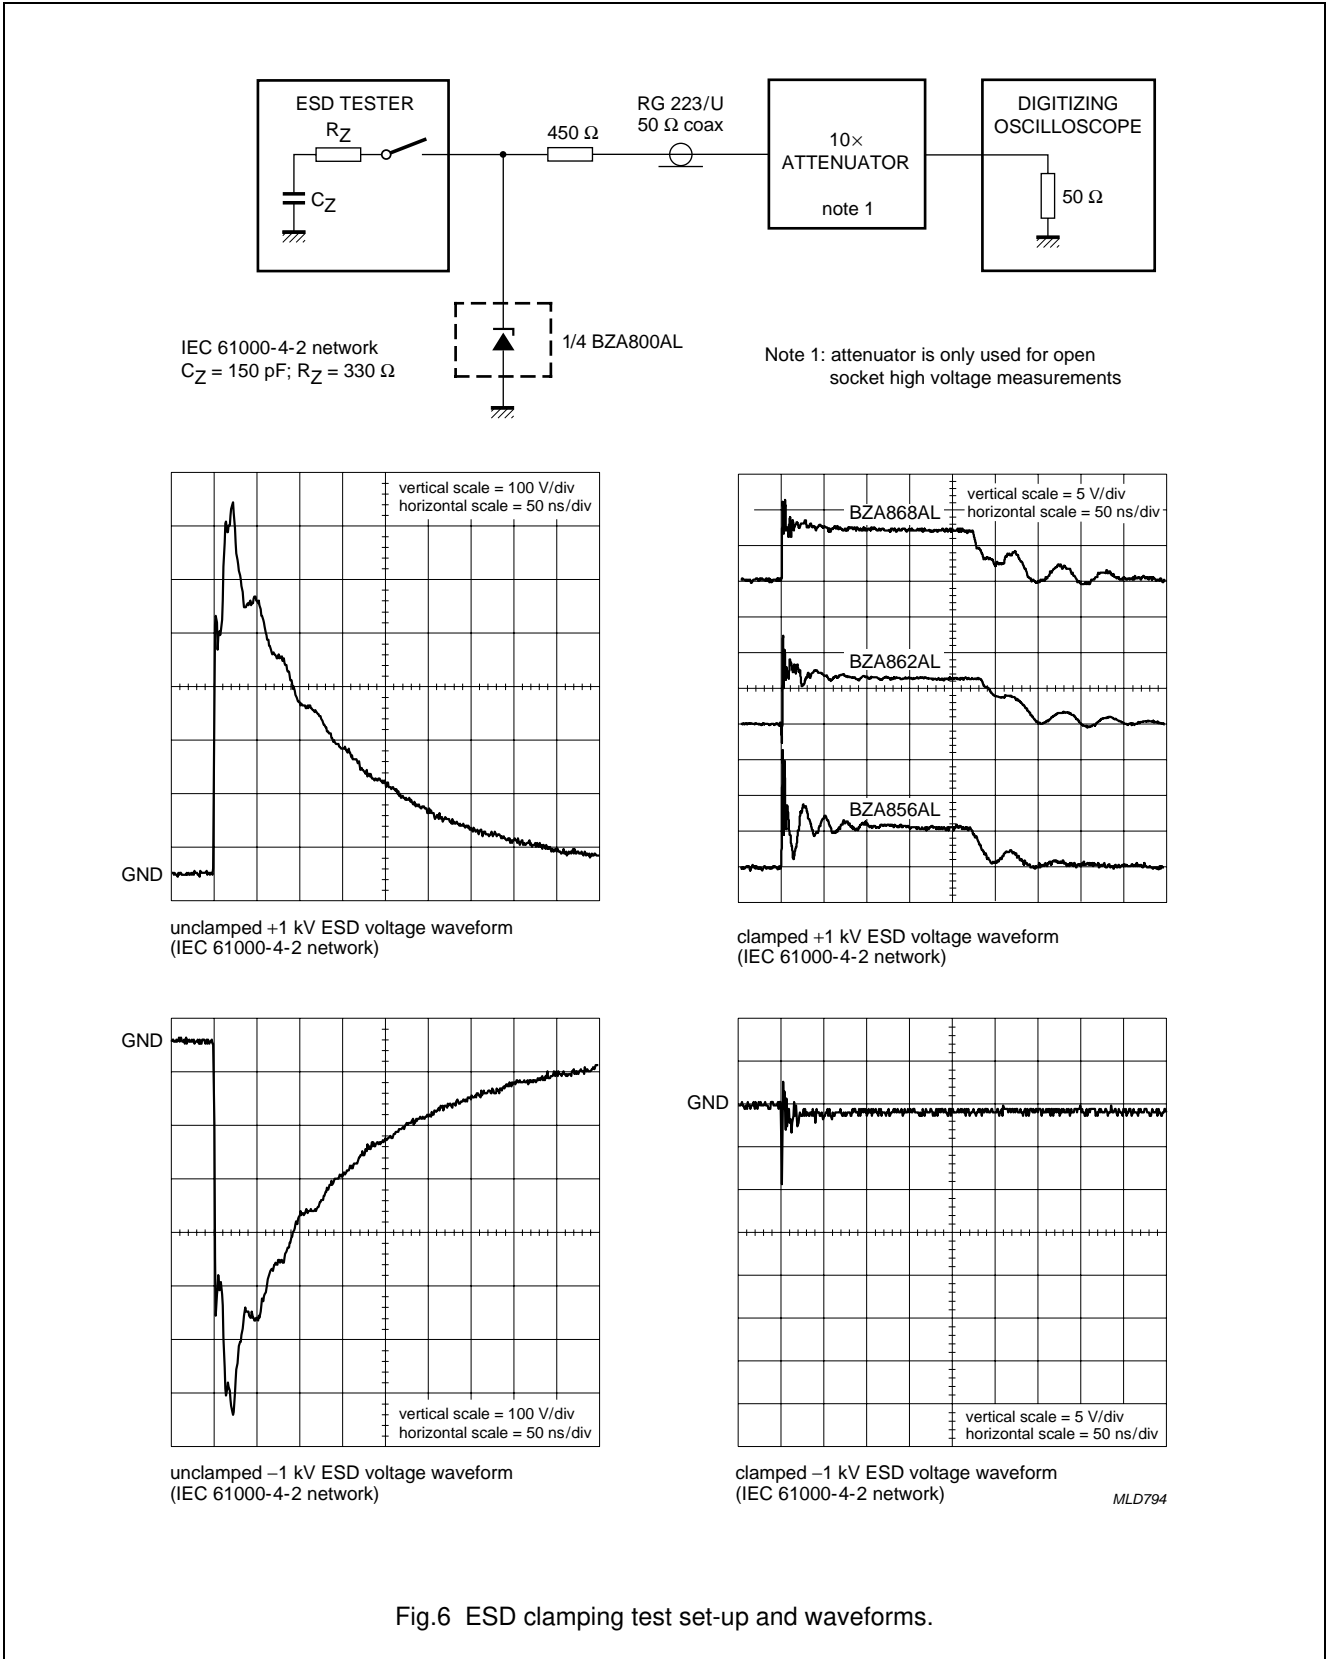 ESD TESTER
RZ
CZ
450 Ω
RG 223/U
50 Ω coax
10×
ATTENUATOR
note 1
DIGITIZING
OSCILLOSCOPE
50 Ω
1/4 BZA800AL
IEC 61000-4-2 network
CZ = 150 pF; RZ = 330 Ω
Note 1: attenuator is only used for open
socket high voltage measurements
vertical scale = 100 V/div
horizontal scale = 50 ns/div
GND
unclamped +1 kV ESD voltage waveform
(IEC 61000-4-2 network)
vertical scale = 5 V/div
horizontal scale = 50 ns/div
BZA868AL
BZA862AL
BZA856AL
clamped +1 kV ESD voltage waveform
(IEC 61000-4-2 network)
GND
vertical scale = 100 V/div
horizontal scale = 50 ns/div
unclamped −1 kV ESD voltage waveform
(IEC 61000-4-2 network)
GND
vertical scale = 5 V/div
horizontal scale = 50 ns/div
clamped −1 kV ESD voltage waveform
(IEC 61000-4-2 network)
MLD794
Fig.6 ESD clamping test set-up and waveforms.